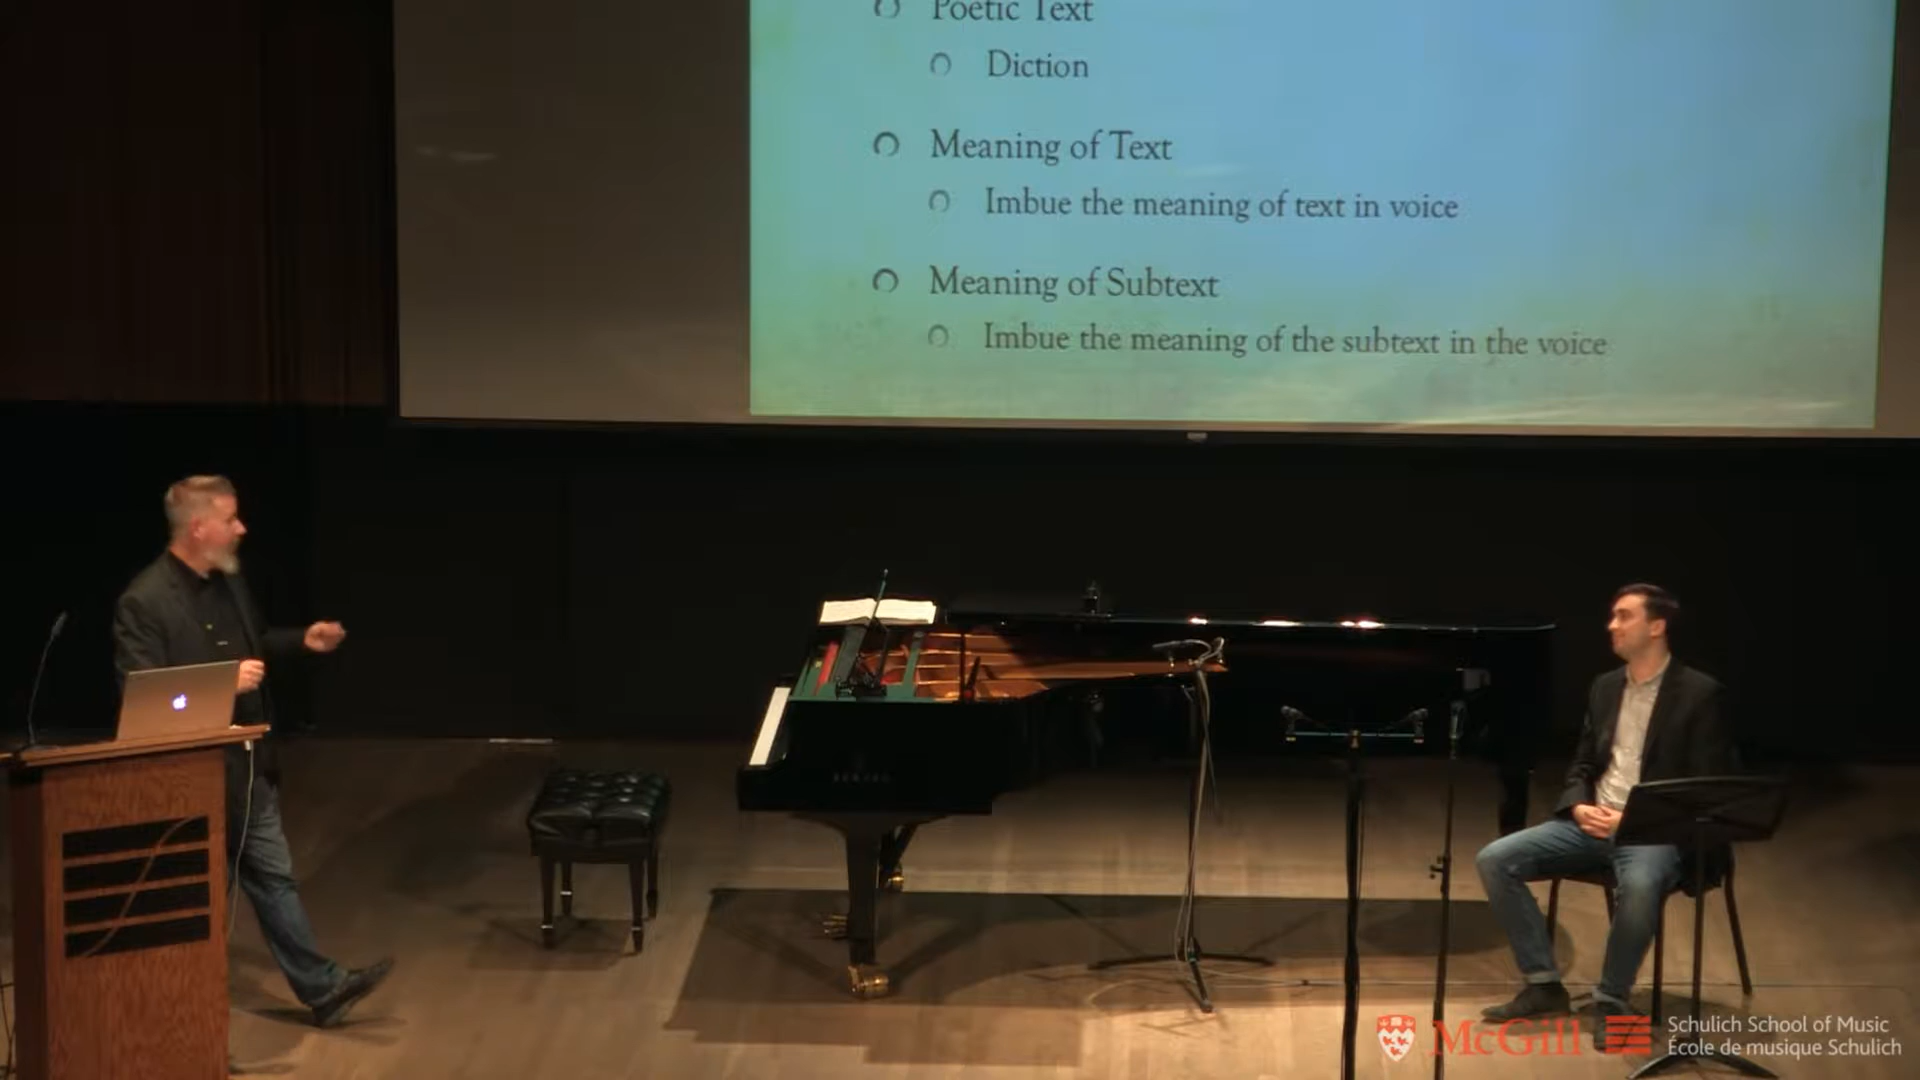 Poetic Text
Diction
Meaning of Text
Imbue the meaning of text in voice
Meaning of Subtext
Imbue the meaning of the subtext in the voice
McGill
Schulich School of Music
École de musique Schulich